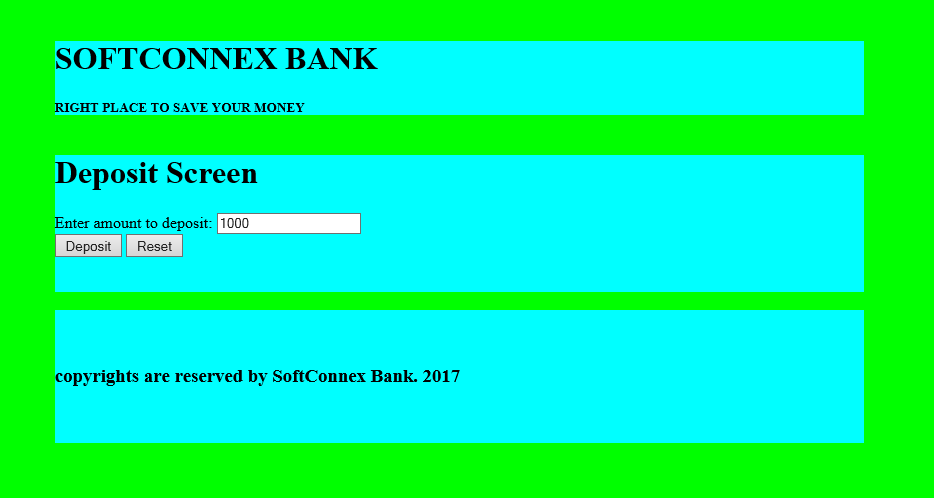 SOFTCONNEX BANK
RIGHT PLACE TO SAVE YOUR MONEY
Deposit Screen
Enter amount to deposit: 1000
Deposit Reset
copyrights are reserved by SoftConnex Bank. 2017